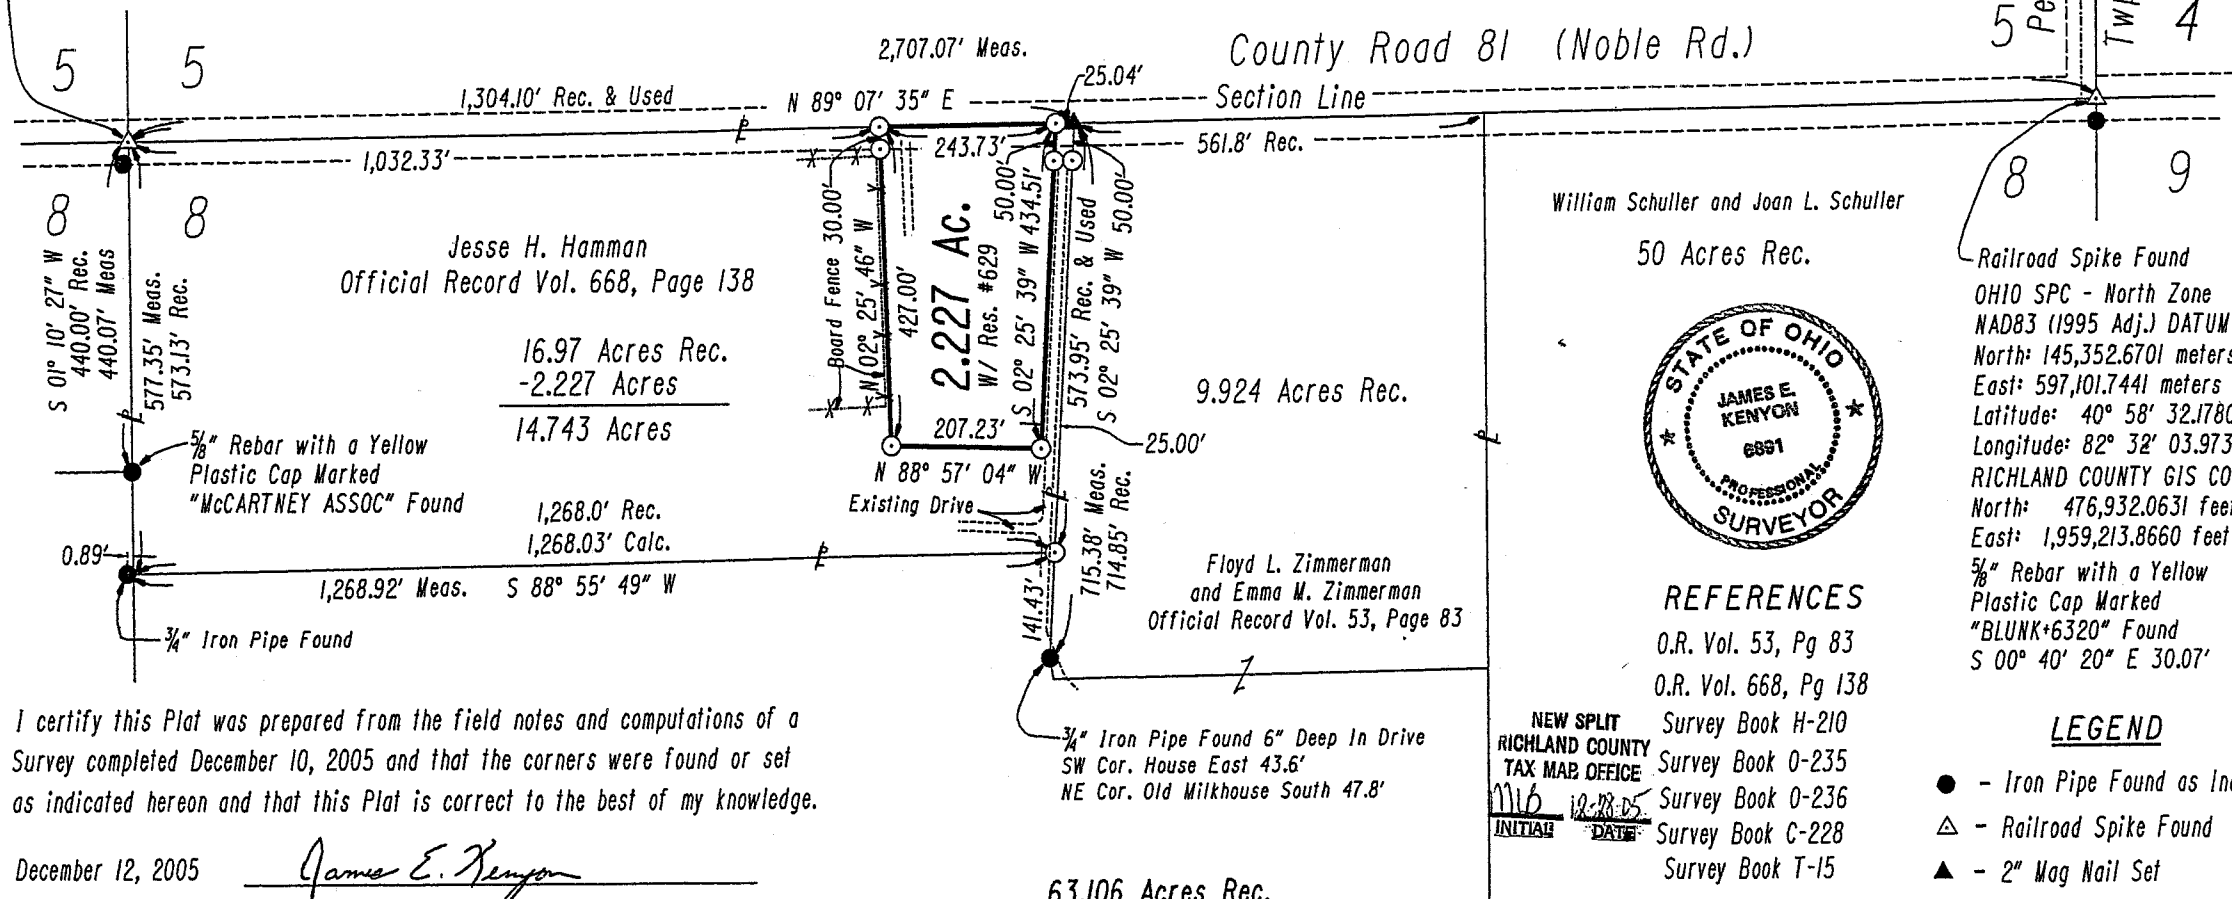 5
5
2,707.07' Meas.
County Road 81 (Noble Rd.)
5
4
25.04'
1,304.10' Rec. & Used
N 89° 07' 35" E
Section Line
1,032.33'
243.73'
561.8' Rec.
8
8
8
9
S 01° 10' 27" W
440.00' Rec.
440.07' Meas
577.35' Meas.
573.13' Rec.
Jesse H. Hamman
Official Record Vol. 668, Page 138
16.97 Acres Rec.
-2.227 Acres
14.743 Acres
Board Fence 30.00'
N 02° 25' 46" W
427.00'
2.227 Ac.
W/ Res. #629
50.00'
S 02° 25' 39" W 434.51'
573.95' Rec. & Used
S 02° 25' 39" W 50.00'
207.23'
N 88° 57' 04" W
25.00'
Existing Drive
9.924 Acres Rec.
William Schuller and Joan L. Schuller
50 Acres Rec.
STATE OF OHIO
JAMES E.
KENYON
6891
PROFESSIONAL
SURVEYOR
Railroad Spike Found
OHIO SPC - North Zone
NAD83 (1995 Adj.) DATUM
North: 145,352.6701 meters
East: 597,101.7441 meters
Latitude: 40° 58' 32.1780
Longitude: 82° 32' 03.973
RICHLAND COUNTY GIS CO
North: 476,932.0631 feet
East: 1,959,213.8660 feet
5/8" Rebar with a Yellow
Plastic Cap Marked
"BLUNK+6320" Found
S 00° 40' 20" E 30.07'
5/8" Rebar with a Yellow
Plastic Cap Marked
"McCARTNEY ASSOC" Found
1,268.0' Rec.
1,268.03' Calc.
0.89'
1,268.92' Meas. S 88° 55' 49" W
3/4" Iron Pipe Found
141.43'
715.38' Meas.
714.85' Rec.
Floyd L. Zimmerman
and Emma M. Zimmerman
Official Record Vol. 53, Page 83
3/4" Iron Pipe Found 6" Deep In Drive
SW Cor. House East 43.6'
NE Cor. Old Milkhouse South 47.8'
REFERENCES
O.R. Vol. 53, Pg 83
O.R. Vol. 668, Pg 138
Survey Book H-210
Survey Book O-235
Survey Book O-236
Survey Book C-228
Survey Book T-15
NEW SPLIT
RICHLAND COUNTY
TAX MAP OFFICE
12-28-05
INITIAL DATE
LEGEND
- Iron Pipe Found as
- Railroad Spike Found
- 2" Mag Nail Set
I certify this Plat was prepared from the field notes and computations of a
Survey completed December 10, 2005 and that the corners were found or set
as indicated hereon and that this Plat is correct to the best of my knowledge.
December 12, 2005 James E. Kenyon
63.106 Acres Rec.